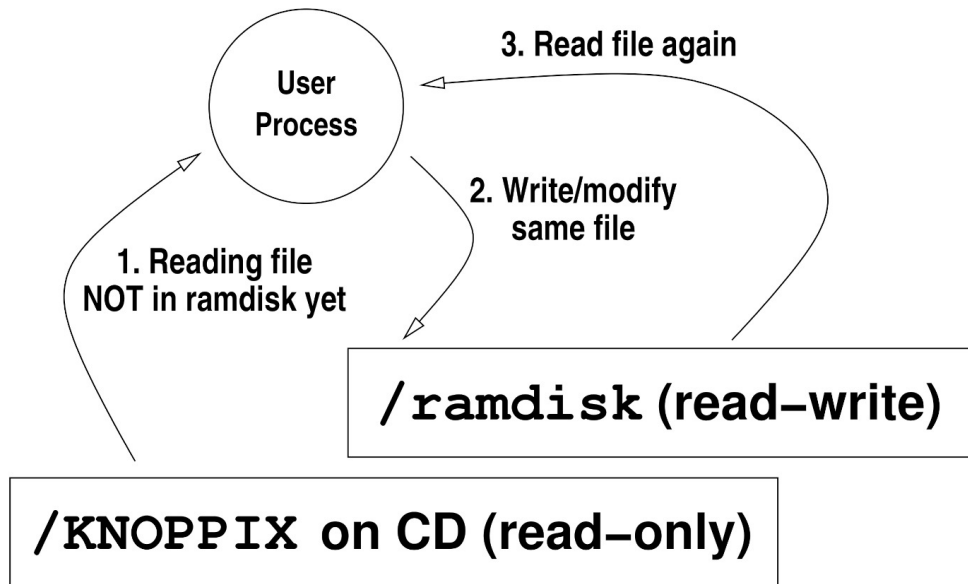 3. Read file again
User
Process
2. Write/modify
same file
1. Reading file
NOT in ramdisk yet
/ramdisk (read−write)
/KNOPPIX on CD (read−only)